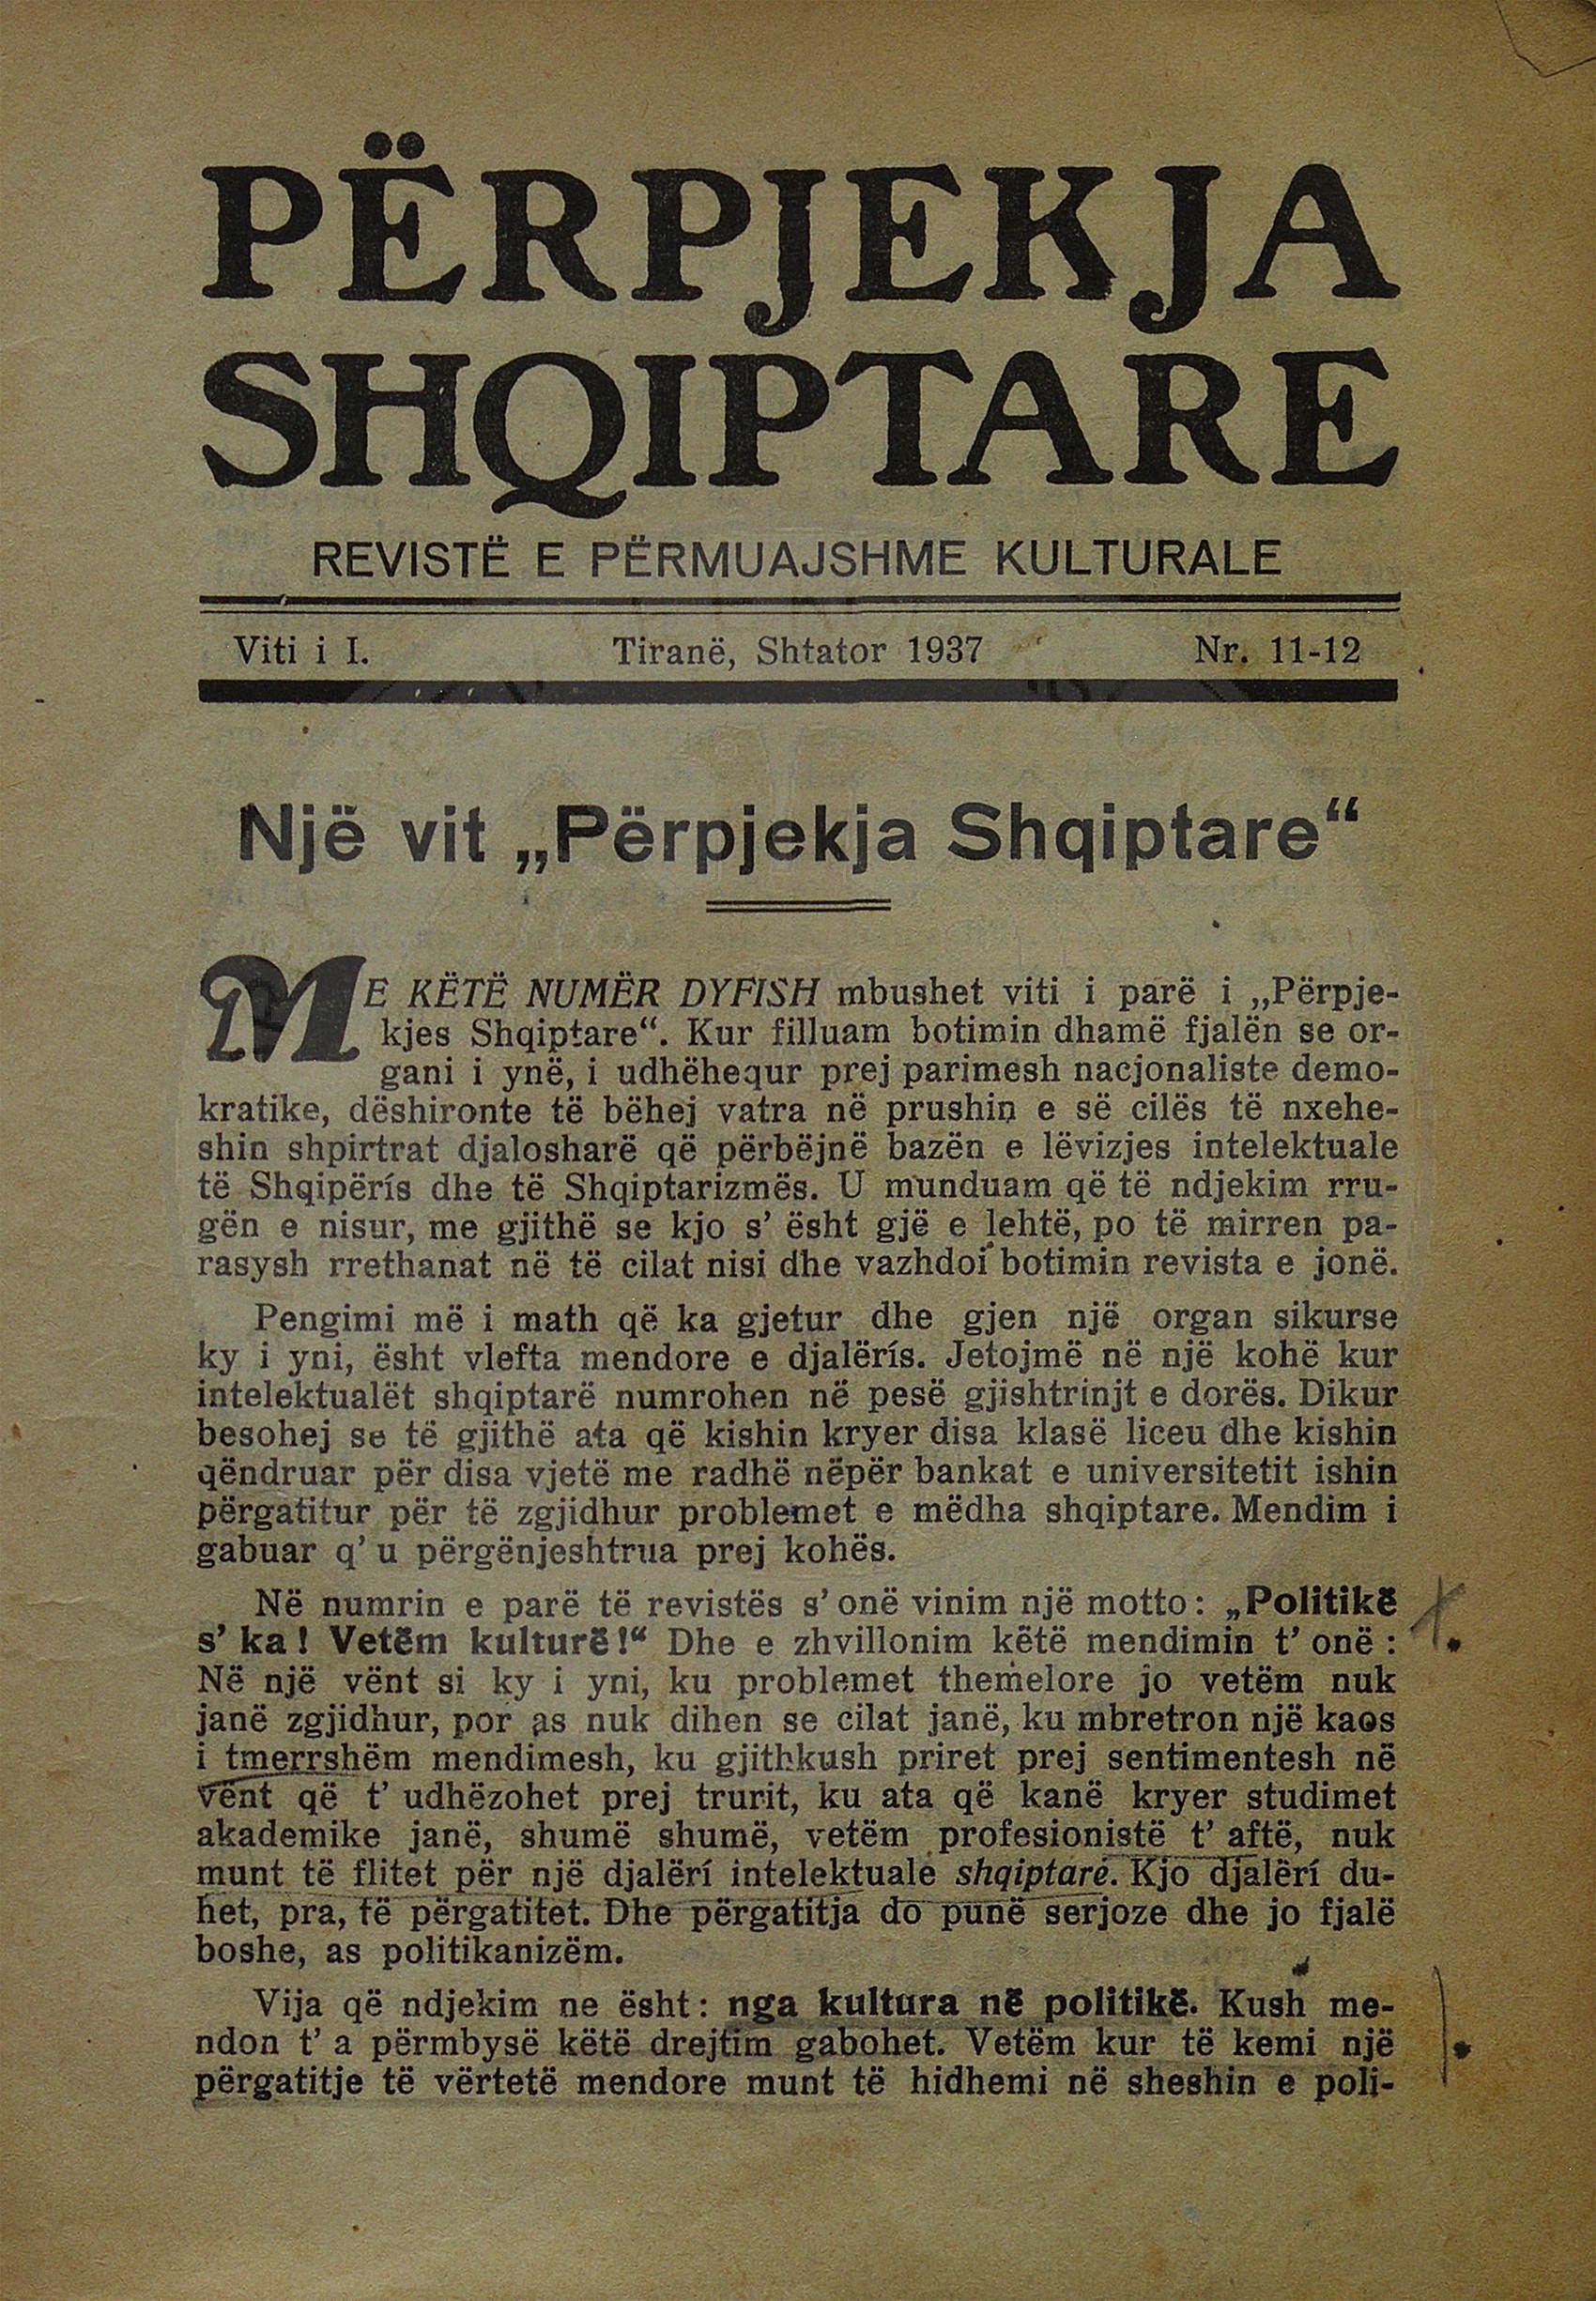 PËRPJEKJA
SHQIPTARE
REVISTË E PËRMUAJSHME KULTURALE
Viti i I. Tiranë, Shtator 1937 Nr. 11-12
Një vit „Përpjekja Shqiptare“
ME KËTË NUMËR DYFISH mbushet viti i parë i „Përpje-
kjes Shqiptare“. Kur filluam botimin dhamë fjalën se or-
gani i ynë, i udhëhequr prej parimesh nacjonaliste demo-
kratike, dëshironte të bëhej vatra në prushin e së cilës të nxehe-
shin shpirtrat djalosharë që përbëjnë bazën e lëvizjes intelektuale
të Shqipërís dhe të Shqiptarizmës. U munduam që të ndjekim rru-
gën e nisur, me gjithë se kjo s' ësht gjë e lehtë, po të mirren pa-
rasysh rrethanat në të cilat nisi dhe vazhdoi botimin revista e jonë.
Pengimi më i math që ka gjetur dhe gjen një organ sikurse
ky i yni, ësht vlefta mendore e djalërís. Jetojmë në një kohë kur
intelektualët shqiptarë numrohen në pesë gjishtrinjt e dorës. Dikur
besohej se të gjithë ata që kishin kryer disa klasë liceu dhe kishin
qëndruar për disa vjetë me radhë nëpër bankat e universitetit ishin
përgatitur për të zgjidhur problemet e mëdha shqiptare. Mendim i
gabuar q' u përgënjeshtrua prej kohës.
Në numrin e parë të revistës s' onë vinim një motto: „Politikë
s' ka! Vetëm kulturë!“ Dhe e zhvillonim këtë mendimin t' onë:
Në një vënt si ky i yni, ku problemet themelore jo vetëm nuk
janë zgjidhur, por as nuk dihen se cilat janë, ku mbretron një kaos
i tmerrshëm mendimesh, ku gjithkush priret prej sentimentesh në
vënt që t' udhëzohet prej trurit, ku ata që kanë kryer studimet
akademike janë, shumë shumë, vetëm profesionistë t' aftë, nuk
munt të flitet për një djalërí intelektuale shqiptare. Kjo djalërí du-
het, pra, të përgatitet. Dhe përgatitja do punë serjoze dhe jo fjalë
boshe, as politikanizëm.
Vija që ndjekim ne ësht: nga kultura në politikë. Kush me-
ndon t' a përmbysë këtë drejtim gabohet. Vetëm kur të kemi një
përgatitje të vërtetë mendore munt të hidhemi në sheshin e poli-